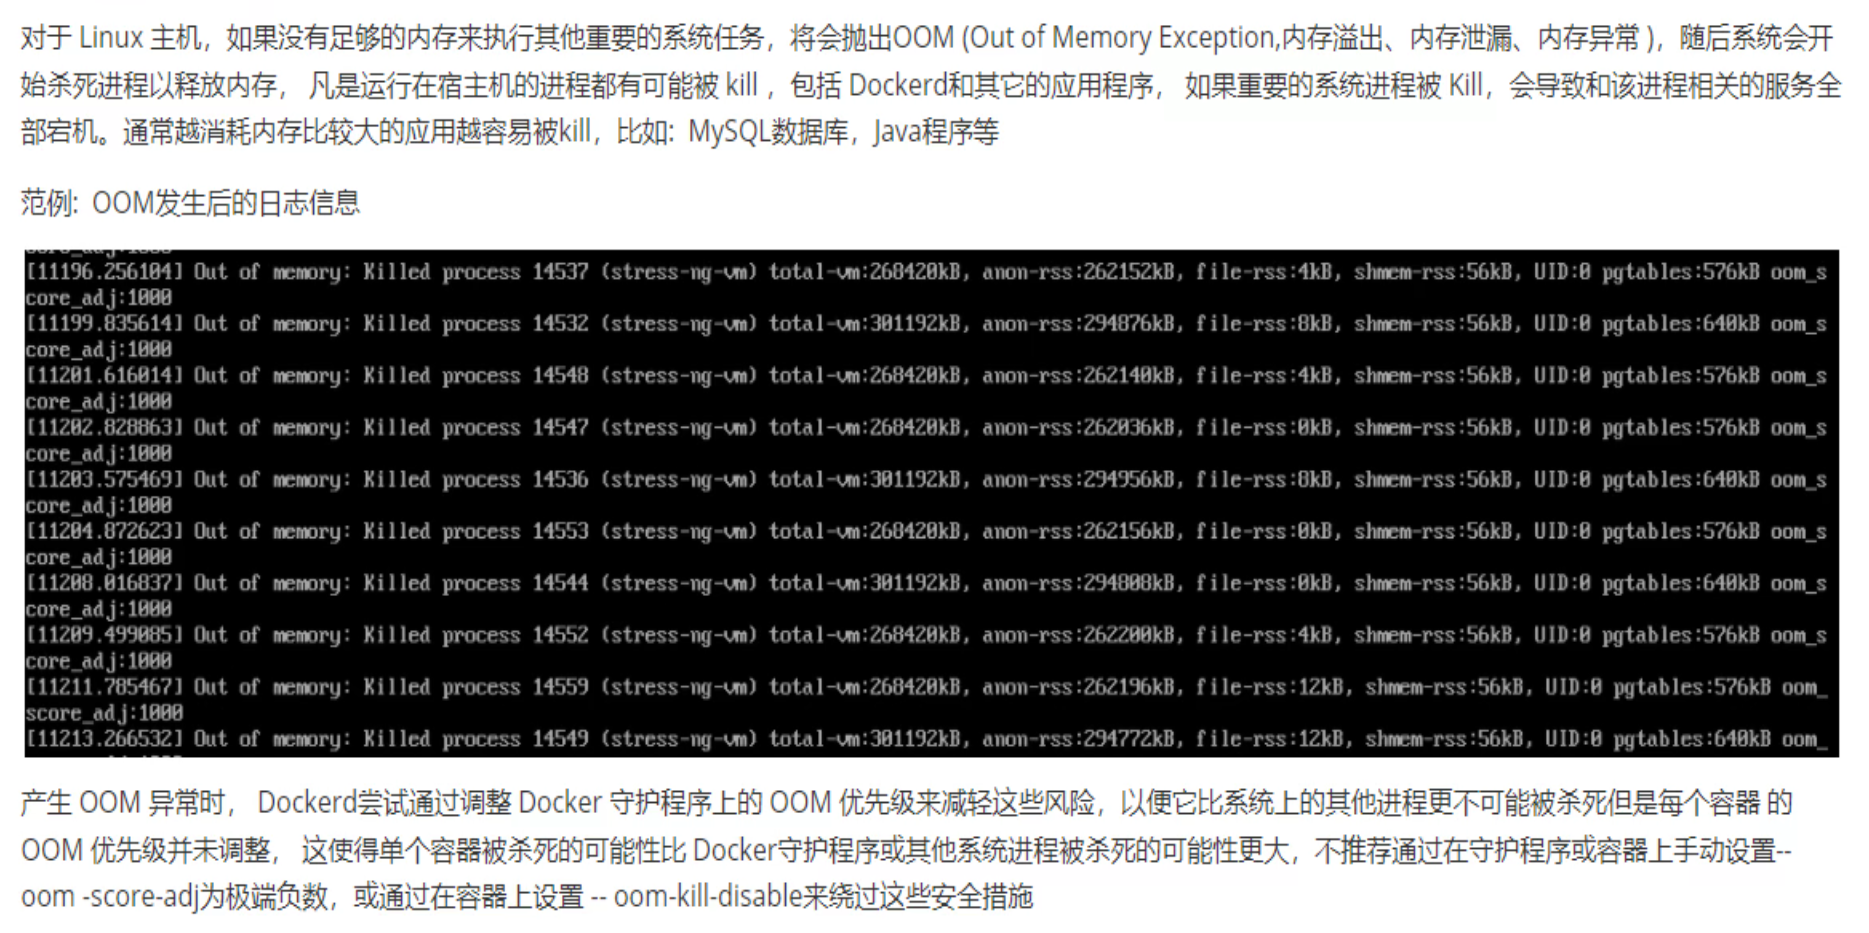 对于 Linux 主机，如果没有足够的内存来执行其他重要的系统任务，将会抛出OOM (Out of Memory Exception,内存溢出、内存泄漏、内存异常 )，随后系统会开
始杀死进程以释放内存， 凡是运行在宿主机的进程都有可能被 kill ，包括 Dockerd和其它的应用程序， 如果重要的系统进程被 Kill，会导致和该进程相关的服务全
部宕机。通常越消耗内存比较大的应用越容易被kill，比如: MySQL数据库，Java程序等
范例: OOM发生后的日志信息
[11196.256104] Out of memory: Killed process 14537 (stress-ng-vm) total-vm:268420kB, anon-rss:262152kB, file-rss:4kB, shmem-rss:56kB, UID:0 pgtables:576kB oom_s
core_adj:1000
[11199.835614] Out of memory: Killed process 14532 (stress-ng-vm) total-vm:301192kB, anon-rss:294876kB, file-rss:8kB, shmem-rss:56kB, UID:0 pgtables:640kB oom_s
core_adj:1000
[11201.616014] Out of memory: Killed process 14548 (stress-ng-vm) total-vm:268420kB, anon-rss:262140kB, file-rss:4kB, shmem-rss:56kB, UID:0 pgtables:576kB oom_s
core_adj:1000
[11202.828863] Out of memory: Killed process 14547 (stress-ng-vm) total-vm:268420kB, anon-rss:262036kB, file-rss:0kB, shmem-rss:56kB, UID:0 pgtables:576kB oom_s
core_adj:1000
[11203.575469] Out of memory: Killed process 14536 (stress-ng-vm) total-vm:301192kB, anon-rss:294956kB, file-rss:8kB, shmem-rss:56kB, UID:0 pgtables:640kB oom_s
core_adj:1000
[11204.872623] Out of memory: Killed process 14553 (stress-ng-vm) total-vm:268420kB, anon-rss:262156kB, file-rss:0kB, shmem-rss:56kB, UID:0 pgtables:576kB oom_s
core_adj:1000
[11208.016837] Out of memory: Killed process 14544 (stress-ng-vm) total-vm:301192kB, anon-rss:294808kB, file-rss:0kB, shmem-rss:56kB, UID:0 pgtables:640kB oom_s
core_adj:1000
[11209.499085] Out of memory: Killed process 14552 (stress-ng-vm) total-vm:268420kB, anon-rss:262200kB, file-rss:4kB, shmem-rss:56kB, UID:0 pgtables:576kB oom_s
core_adj:1000
[11211.785467] Out of memory: Killed process 14559 (stress-ng-vm) total-vm:268420kB, anon-rss:262196kB, file-rss:12kB, shmem-rss:56kB, UID:0 pgtables:576kB oom_
score_adj:1000
[11213.266532] Out of memory: Killed process 14549 (stress-ng-vm) total-vm:301192kB, anon-rss:294772kB, file-rss:12kB, shmem-rss:56kB, UID:0 pgtables:640kB oom_
产生 OOM 异常时， Dockerd尝试通过调整 Docker 守护程序上的 OOM 优先级来减轻这些风险，以便它比系统上的其他进程更不可能被杀死但是每个容器 的
OOM 优先级并未调整， 这使得单个容器被杀死的可能性比 Docker守护程序或其他系统进程被杀死的可能性更大，不推荐通过在守护程序或容器上手动设置--
oom -score-adj为极端负数，或通过在容器上设置 -- oom-kill-disable来绕过这些安全措施